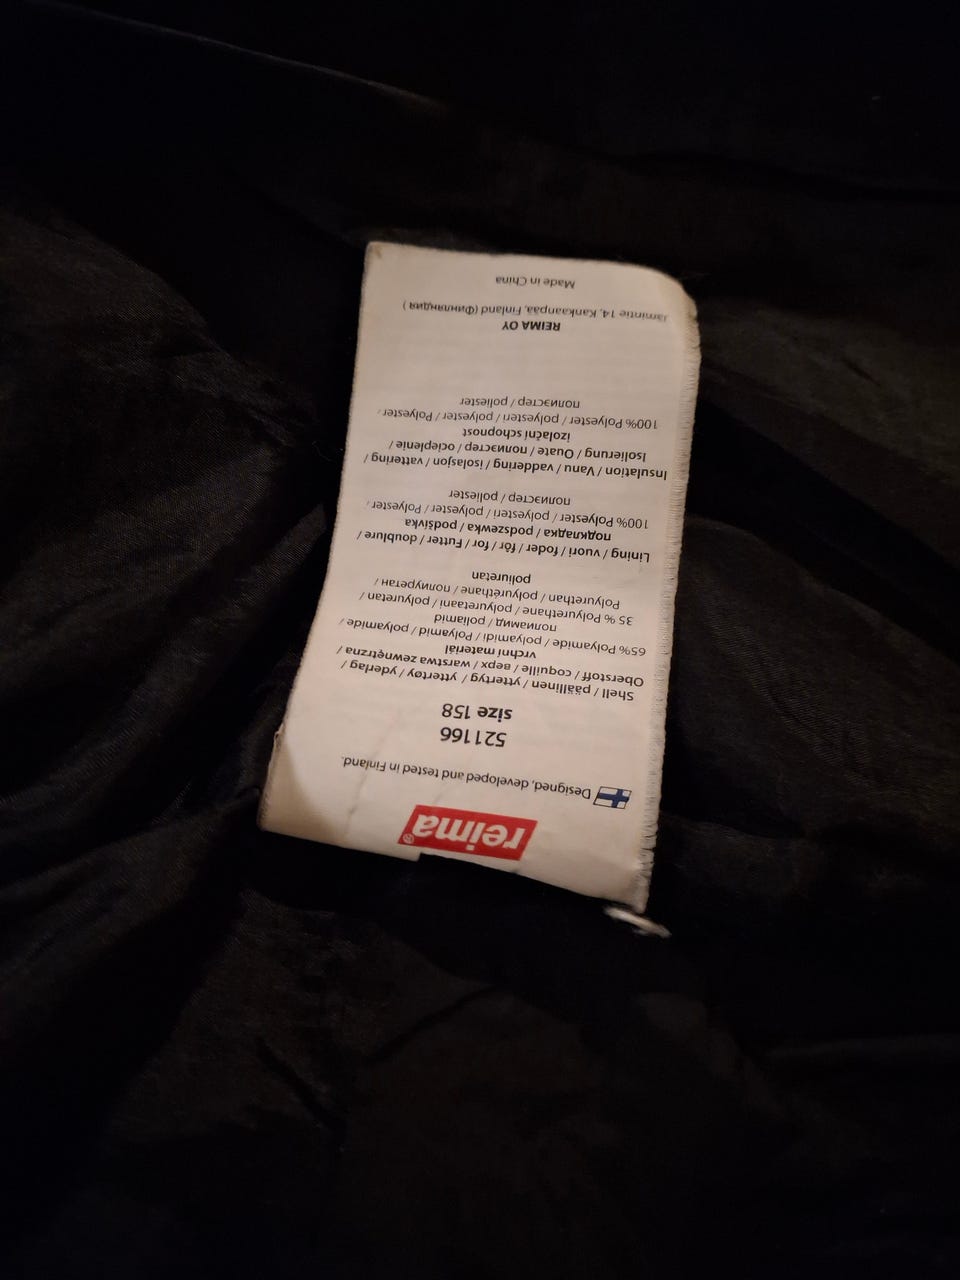 reima®
Designed, developed and tested in Finland.
521166
size 158
Shell / päällinen / yttertyg / yttertøy / yderlag /
Oberstoff / coquille / верх / warstwa zewnętrzna /
vrchní materiál
65% Polyamide / polyamidi / Polyamid / polyamide /
полиамид / poliamid
35 % Polyurethane / polyuretaani / polyuretan /
Polyurethan / polyuréthane / полиуретан /
poliuretan
Lining / vuori / foder / fôr / for / Futter / doublure /
подкладка / podszewka / podšívka
100% Polyester / polyesteri / polyester / Polyester /
полиэстер / poliester
Insulation / Vanu / vaddering / isolasjon / vattering /
Isolierung / Ouate / полиэстер / ocieplenie /
izolační schopnost
100% Polyester / polyesteri / polyester / Polyester /
полиэстер / poliester
REIMA OY
Jämintie 14, Kankaanpää, Finland (Финляндия )
Made in China